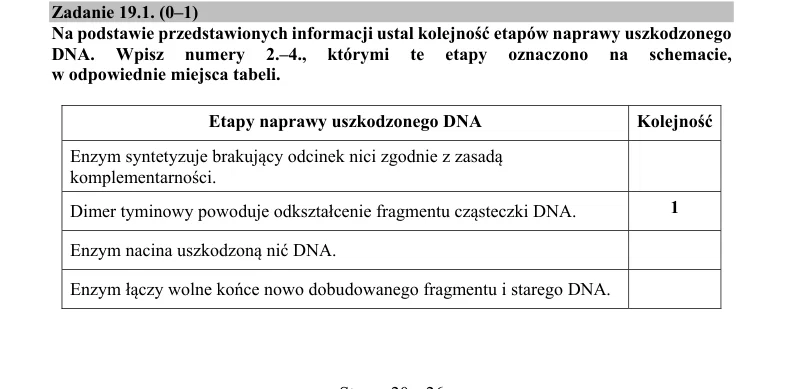 Zadanie 19.1. (0–1)
Na podstawie przedstawionych informacji ustal kolejność etapów naprawy uszkodzonego
DNA. Wpisz numery 2.–4., którymi te etapy oznaczono na schemacie,
w odpowiednie miejsca tabeli.
Etapy naprawy uszkodzonego DNA Kolejność
Enzym syntetyzuje brakujący odcinek nici zgodnie z zasadą
komplementarności.
Dimer tyminowy powoduje odkształcenie fragmentu cząsteczki DNA. 1
Enzym nacina uszkodzoną nić DNA.
Enzym łączy wolne końce nowo dobudowanego fragmentu i starego DNA.